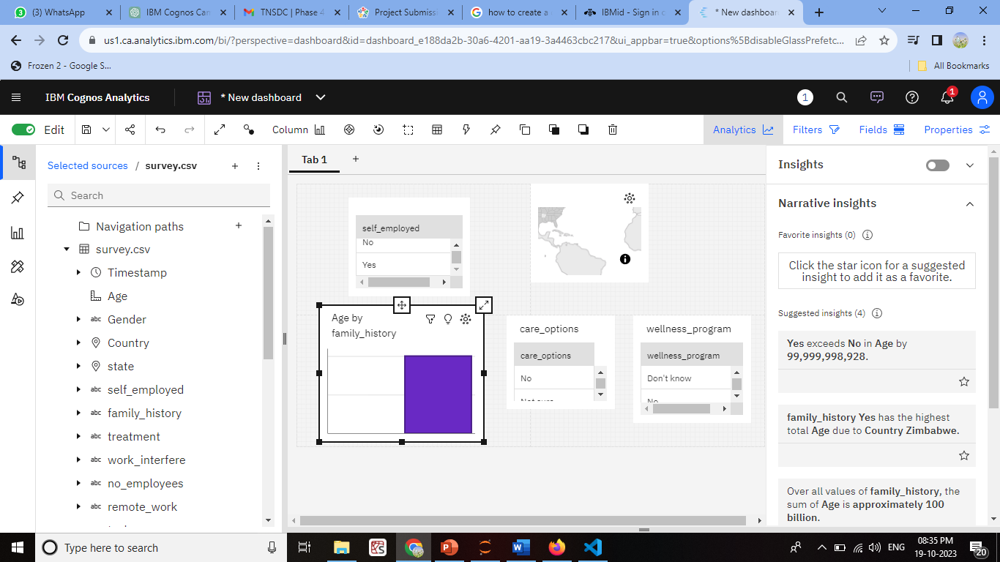 (3) WhatsApp
IBM Cognos Can
TNSDC | Phase 4
Project Submissi
how to create a
IBMid - Sign in o
* New dashboar
us1.ca.analytics.ibm.com/bi/?perspective=dashboard&id=dashboard_e188da2b-30a6-4201-aa19-3a4463cbc217&ui_appbar=true&options%5BdisableGlassPrefetc...
Frozen 2 - Google S...
All Bookmarks
IBM Cognos Analytics
* New dashboard
1
1
Edit
Column
Analytics
Filters
Fields
Properties
Selected sources / survey.csv
Search
Navigation paths
survey.csv
Timestamp
Age
abc Gender
Country
state
abc self_employed
abc family_history
abc treatment
abc work_interfere
abc no_employees
abc remote_work
Tab 1
self_employed
No
Yes
Age by
family_history
care_options
care_options
No
Not sure
wellness_program
wellness_program
Don't know
No
Insights
Narrative insights
Favorite insights (0)
Click the star icon for a suggested
insight to add it as a favorite.
Suggested insights (4)
Yes exceeds No in Age by
99,999,998,928.
family_history Yes has the highest
total Age due to Country Zimbabwe.
Over all values of family_history, the
sum of Age is approximately 100
billion.
Type here to search
ENG
08:35 PM
19-10-2023
20